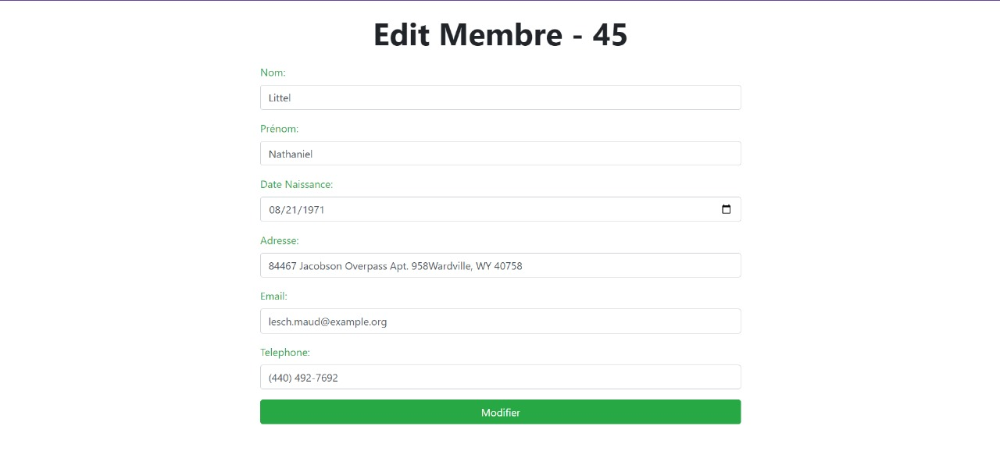 Edit Membre - 45
Nom:
Littel
Prénom:
Nathaniel
Date Naissance:
08/21/1971
Adresse:
84467 Jacobson Overpass Apt. 958Wardville, WY 40758
Email:
lesch.maud@example.org
Telephone:
(440) 492-7692
Modifier